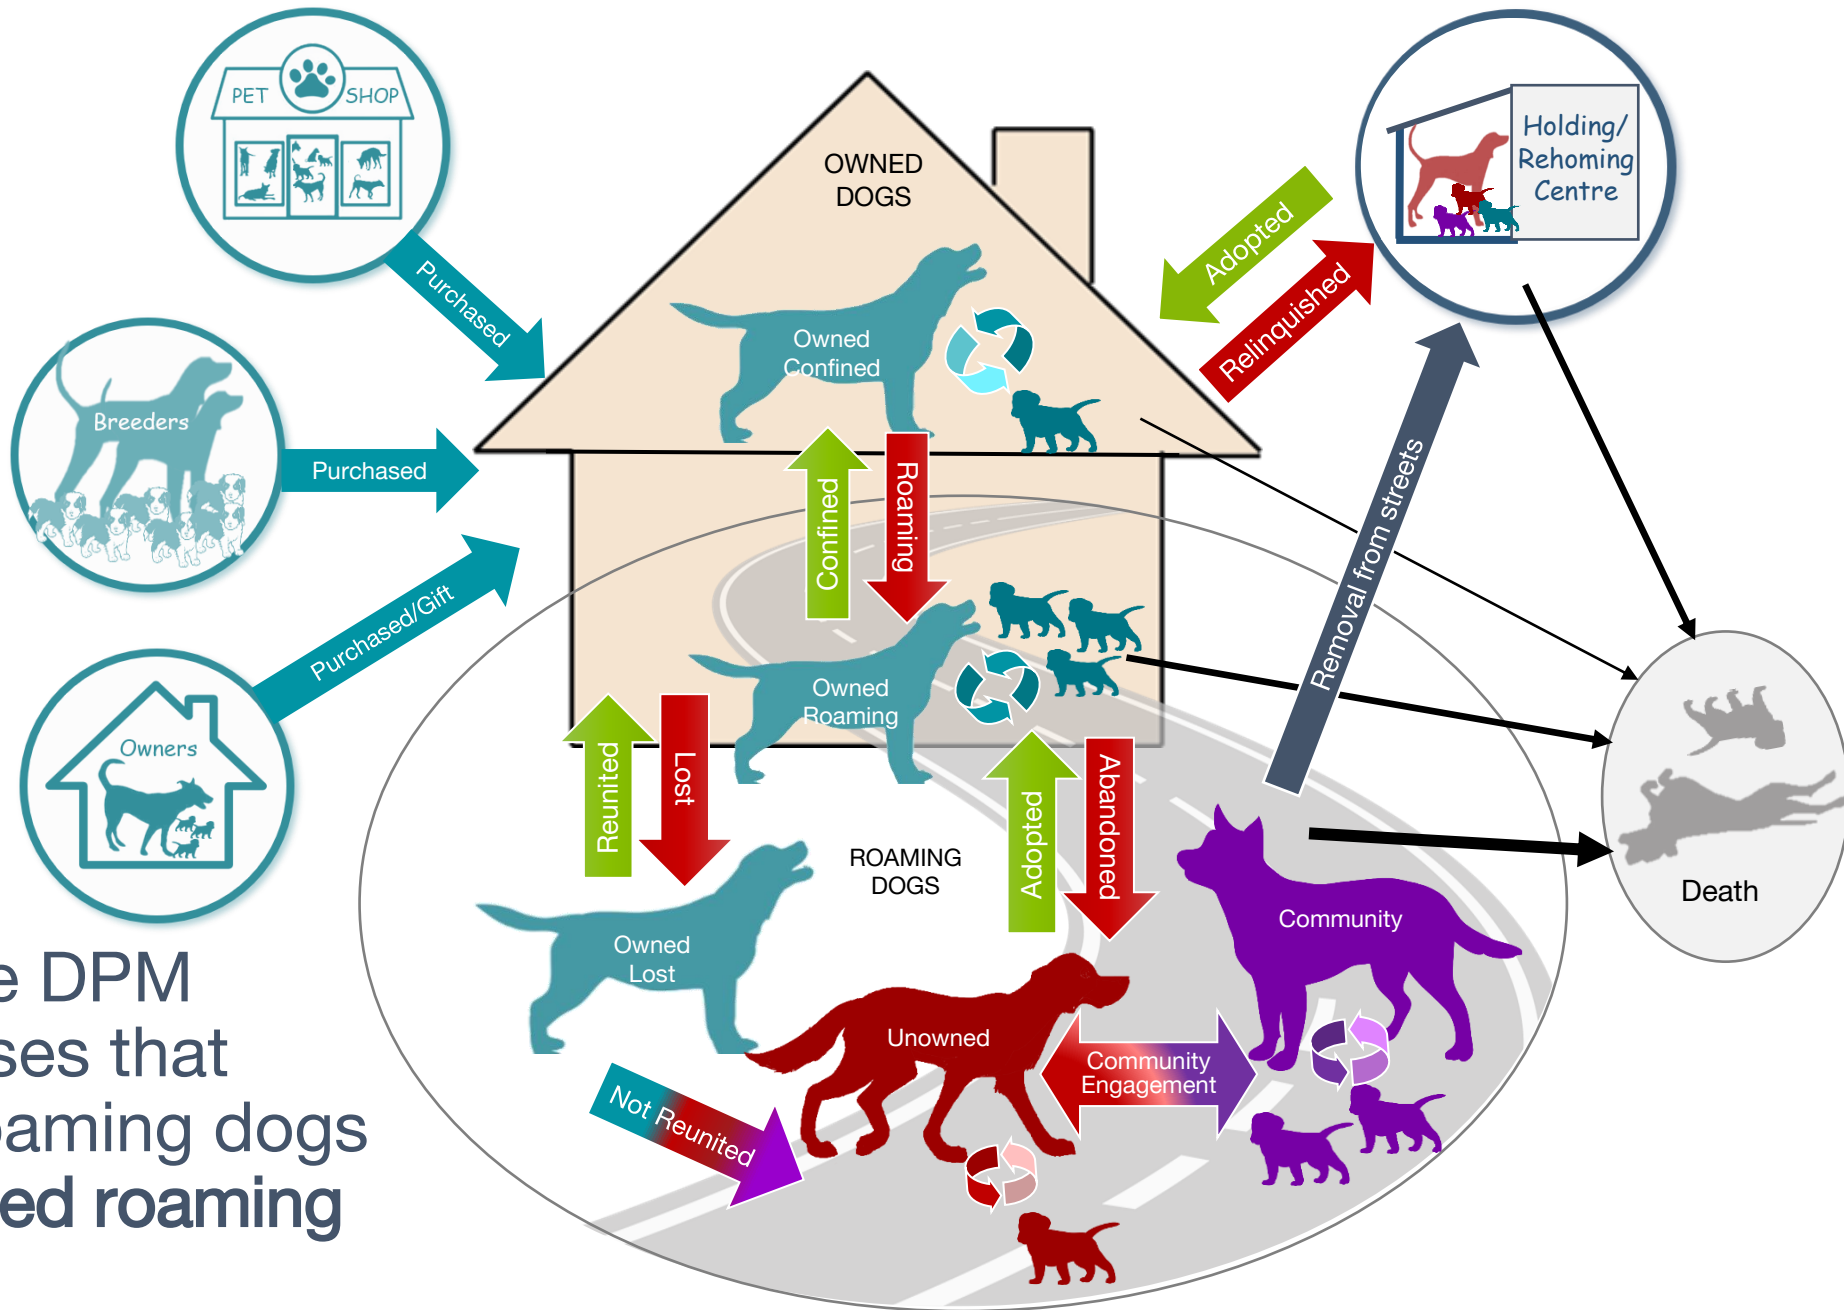 PET SHOP
Holding/
Rehoming
Centre
OWNED
DOGS
Adopted
Relinquished
Purchased
Owned
Confined
Breeders
Purchased
Confined
Roaming
Removal from streets
Purchased/Gift
Owned
Roaming
Owners
Reunited
Lost
Adopted
Abandoned
ROAMING
DOGS
Death
Community
Owned
Lost
e DPM
ses that
oaming dogs
ed roaming
Unowned
Community
Engagement
Not Reunited